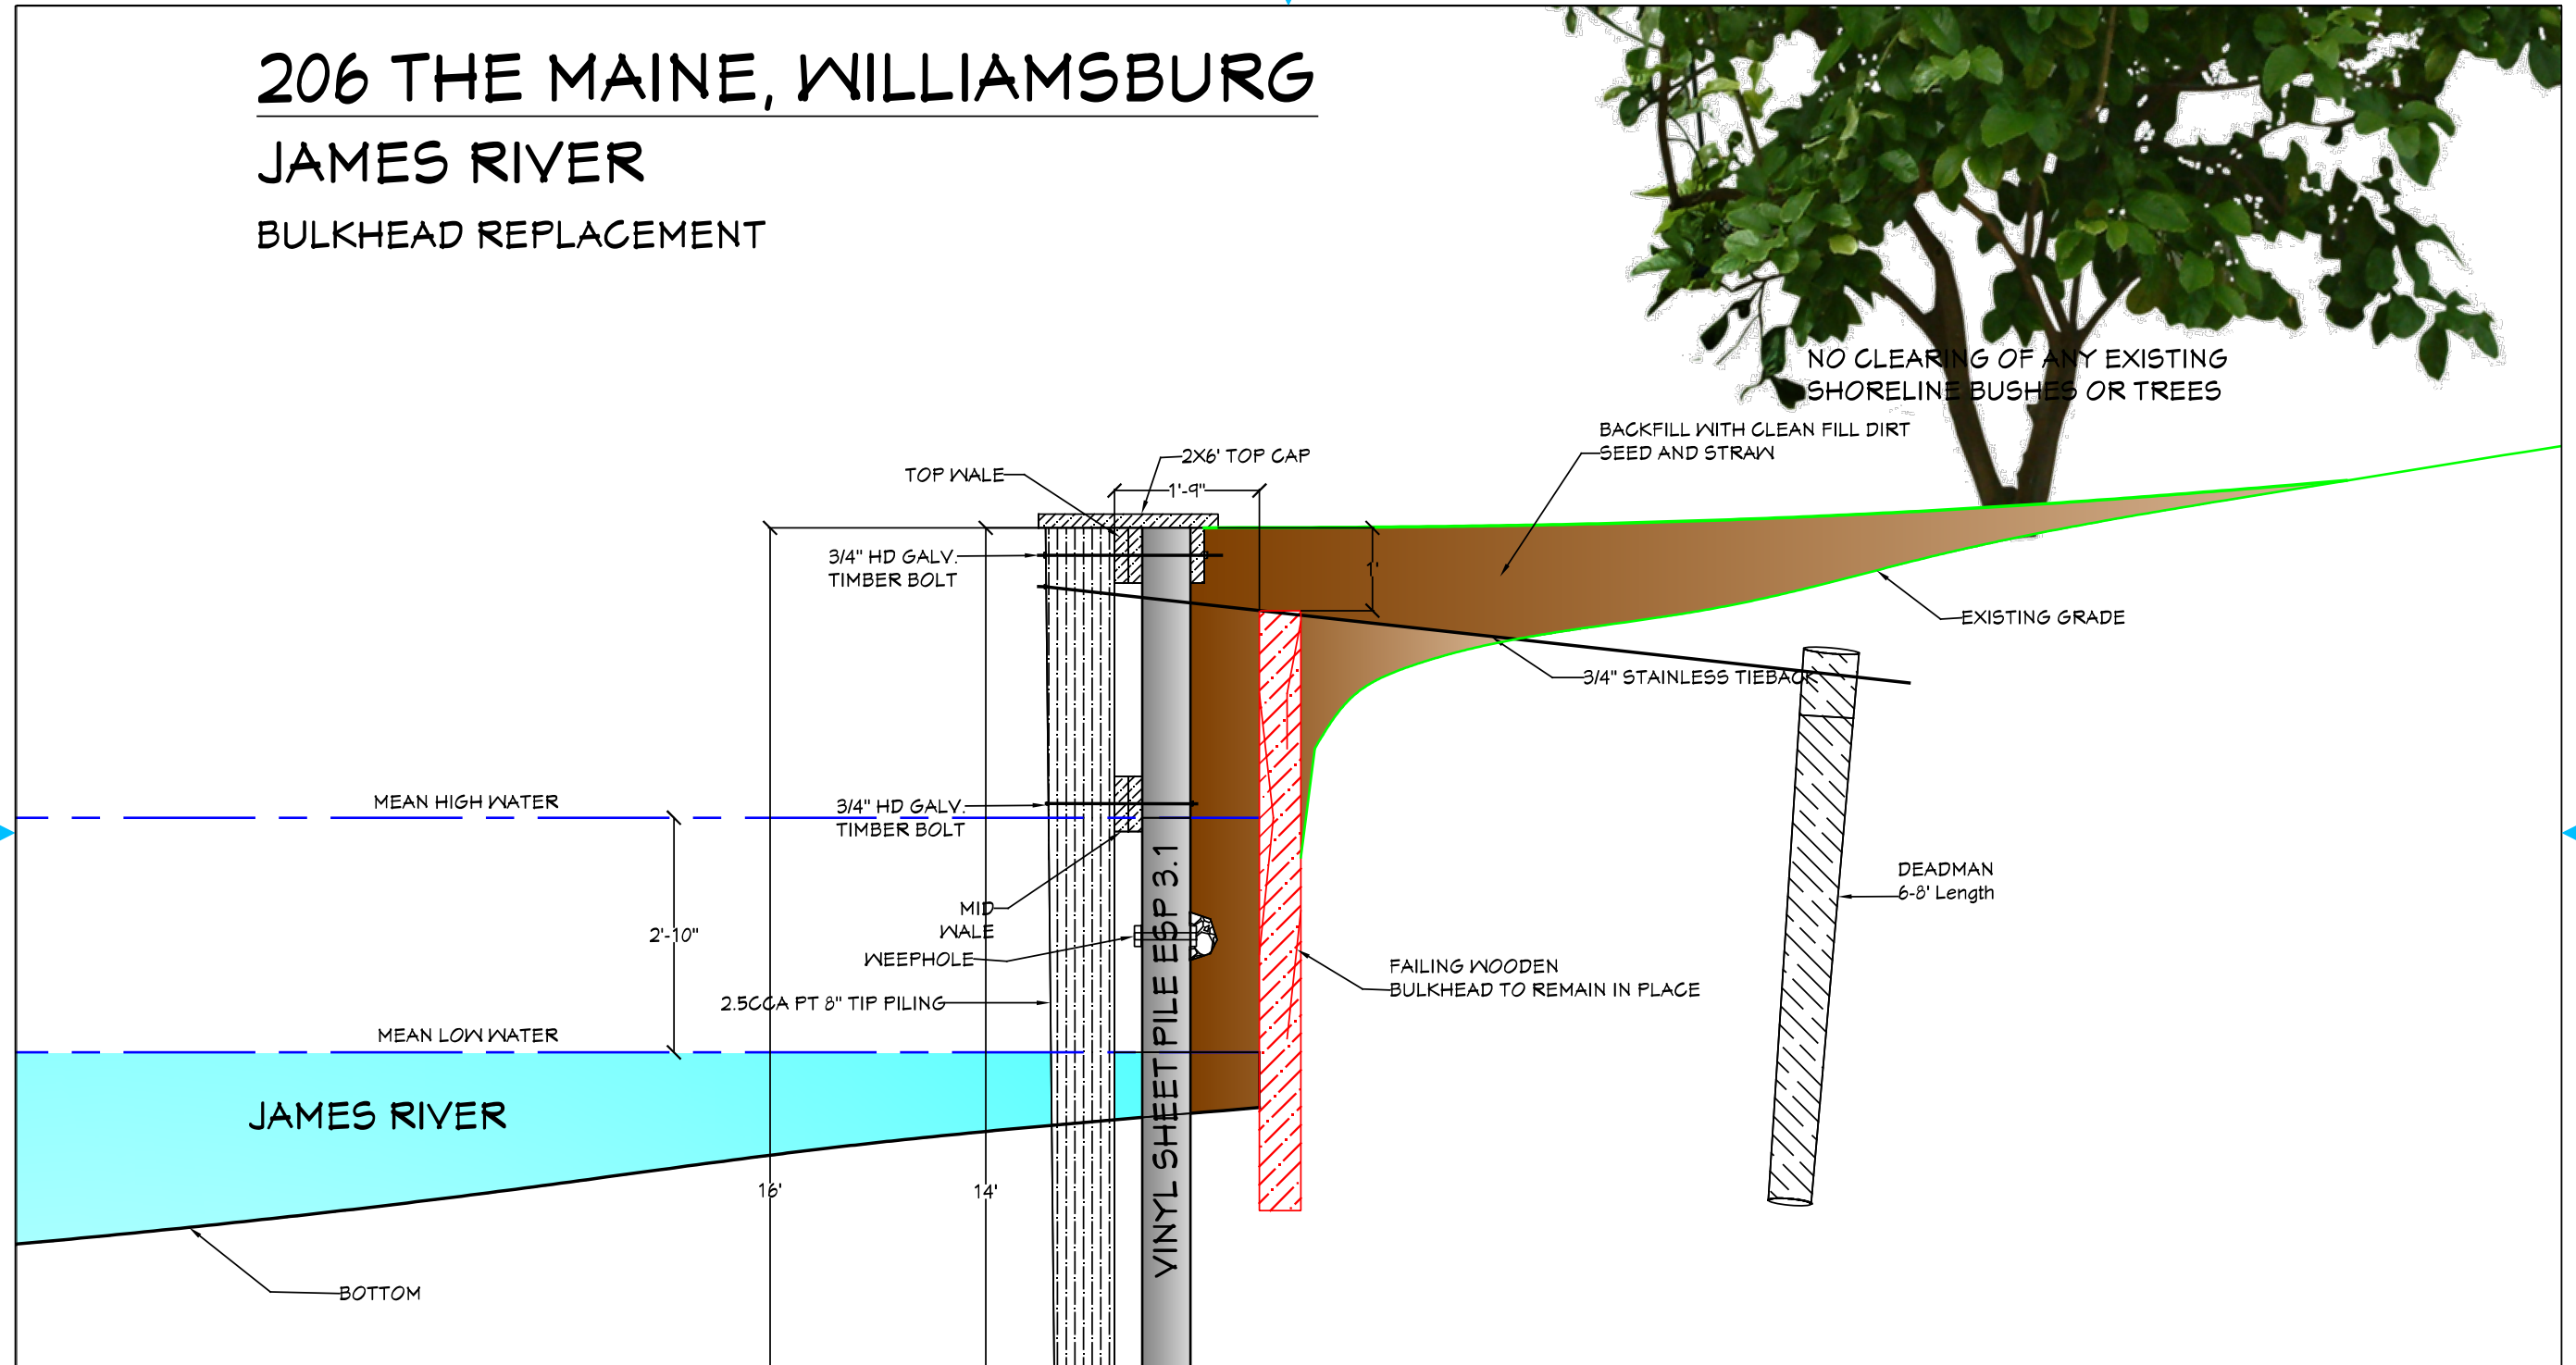 206 THE MAINE, WILLIAMSBURG
JAMES RIVER
BULKHEAD REPLACEMENT
NO CLEARING OF ANY EXISTING
SHORELINE BUSHES OR TREES
BACKFILL WITH CLEAN FILL DIRT
SEED AND STRAW
2X6' TOP CAP
TOP WALE
1'-9"
3/4" HD GALV.
TIMBER BOLT
1'
EXISTING GRADE
3/4" STAINLESS TIEBACK
MEAN HIGH WATER
3/4" HD GALV.
TIMBER BOLT
VINYL SHEET PILE ESP 3.1
DEADMAN
6-8' Length
MID
WALE
2'-10"
WEEPHOLE
FAILING WOODEN
BULKHEAD TO REMAIN IN PLACE
2.5CCA PT 8" TIP PILING
MEAN LOW WATER
JAMES RIVER
16'
14'
BOTTOM